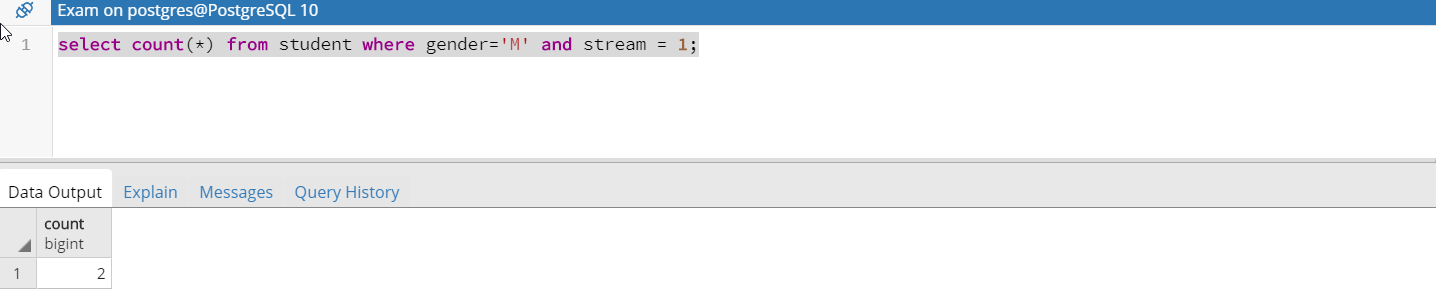 Exam on postgres@PostgreSQL 10
1 select count(*) from student where gender='M' and stream = 1;
Data Output Explain Messages Query History
count
bigint
1 2